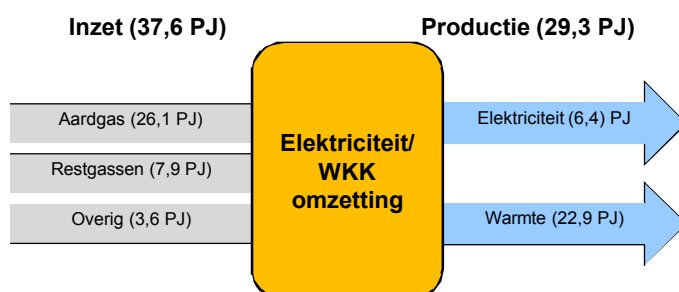 Inzet (37,6 PJ)
Productie (29,3 PJ)
Aardgas (26,1 PJ)
Restgassen (7,9 PJ)
Overig (3,6 PJ)
Elektriciteit/
WKK
omzetting
Elektriciteit (6,4) PJ
Warmte (22,9 PJ)